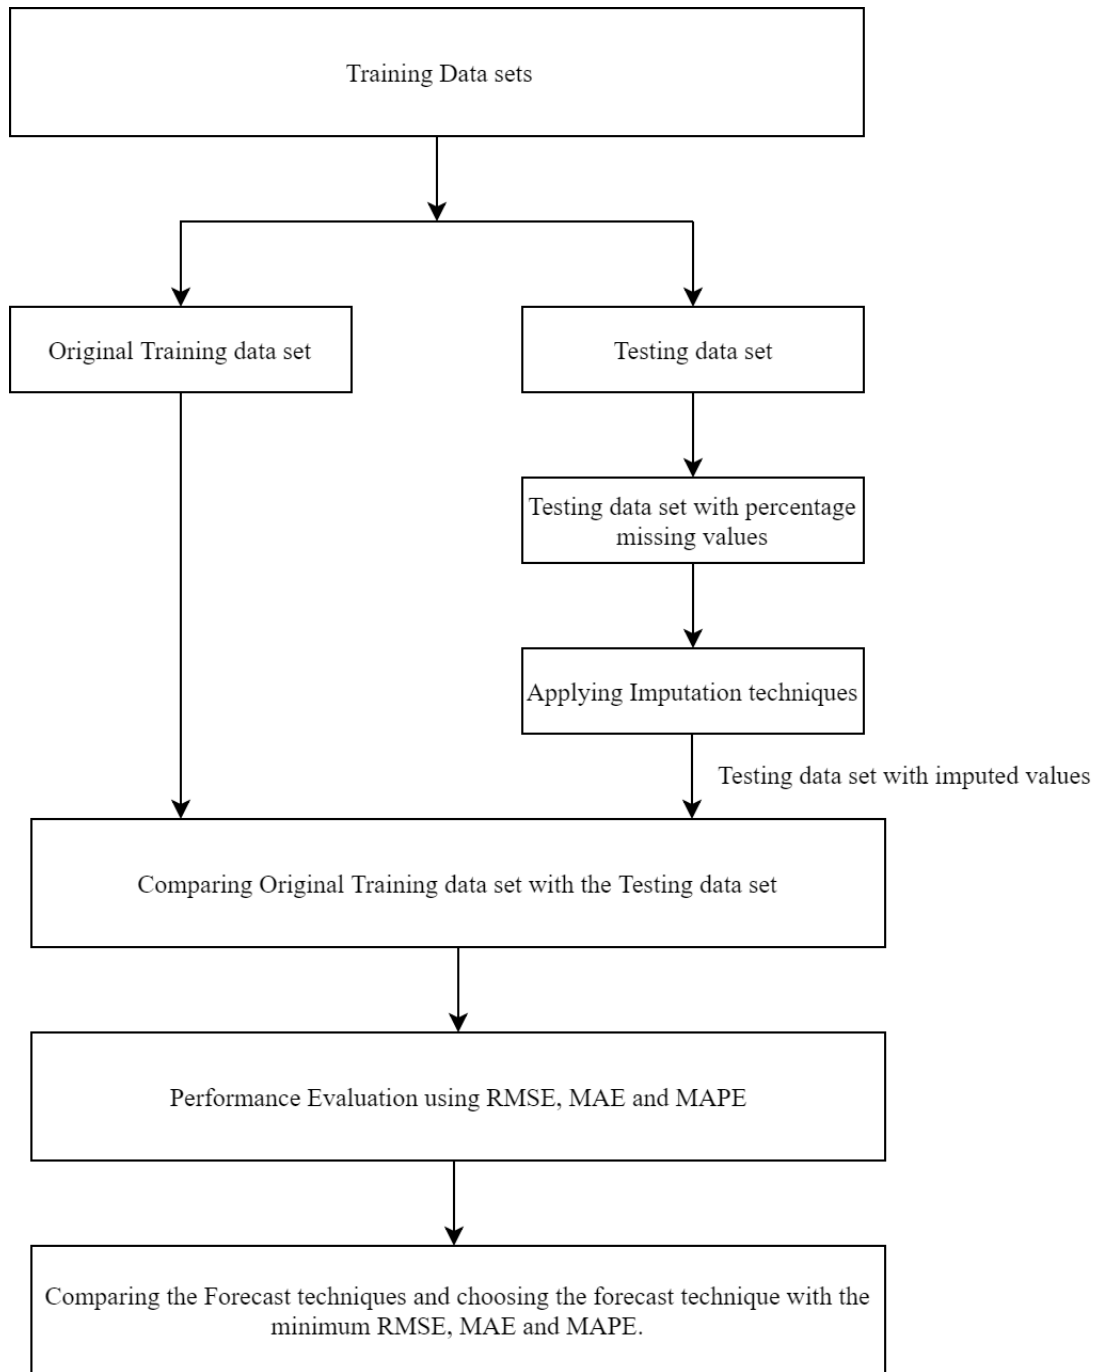 Training Data sets
Original Training data set
Testing data set
Testing data set with percentage
missing values
Applying Imputation techniques
Testing data set with imputed values
Comparing Original Training data set with the Testing data set
Performance Evaluation using RMSE, MAE and MAPE
Comparing the Forecast techniques and choosing the forecast technique with the
minimum RMSE, MAE and MAPE.